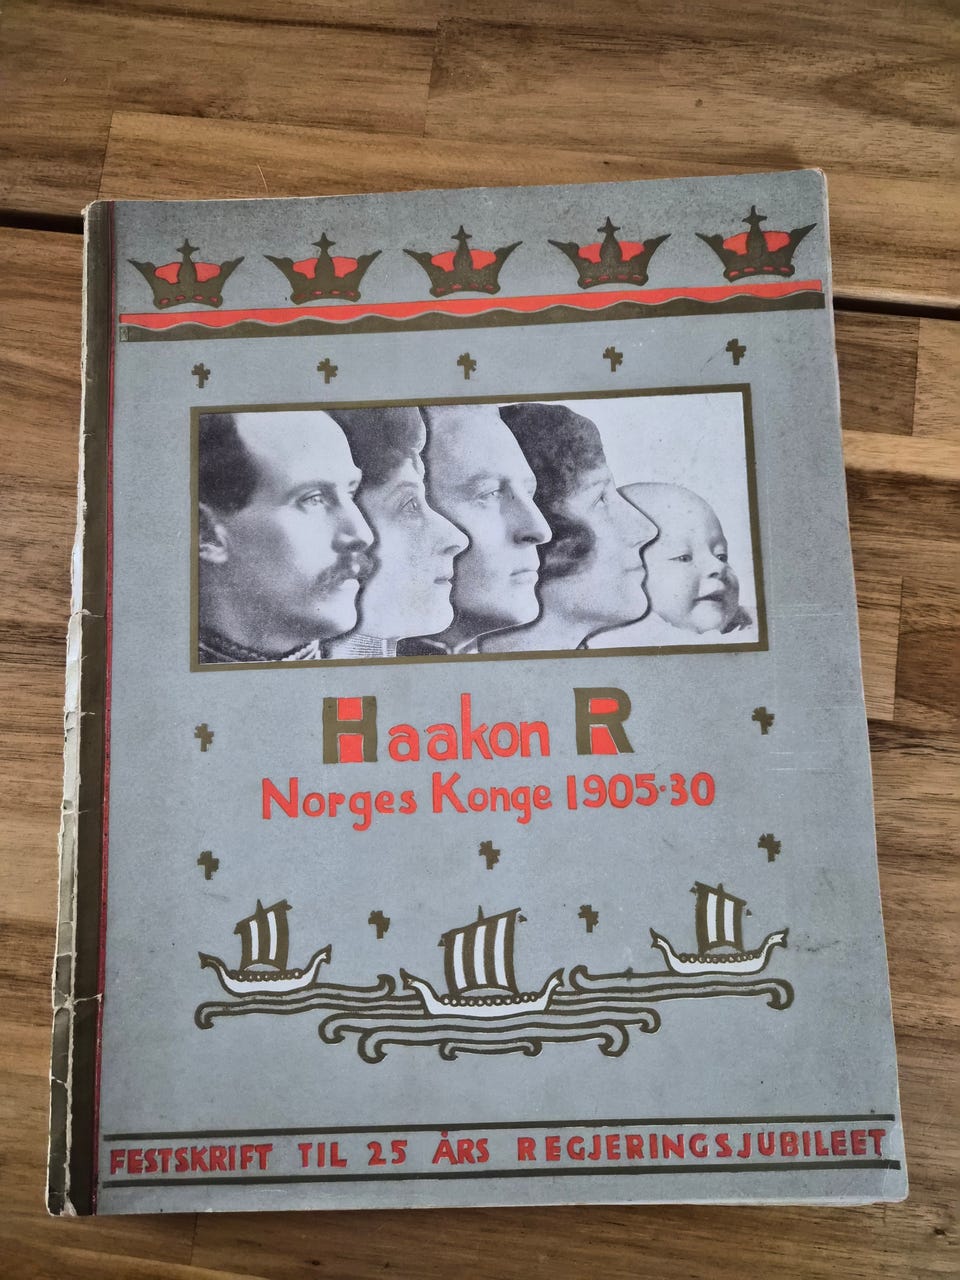 Haakon R
Norges Konge 1905·30
FESTSKRIFT TIL 25 ÅRS REGJERINGSJUBILEET